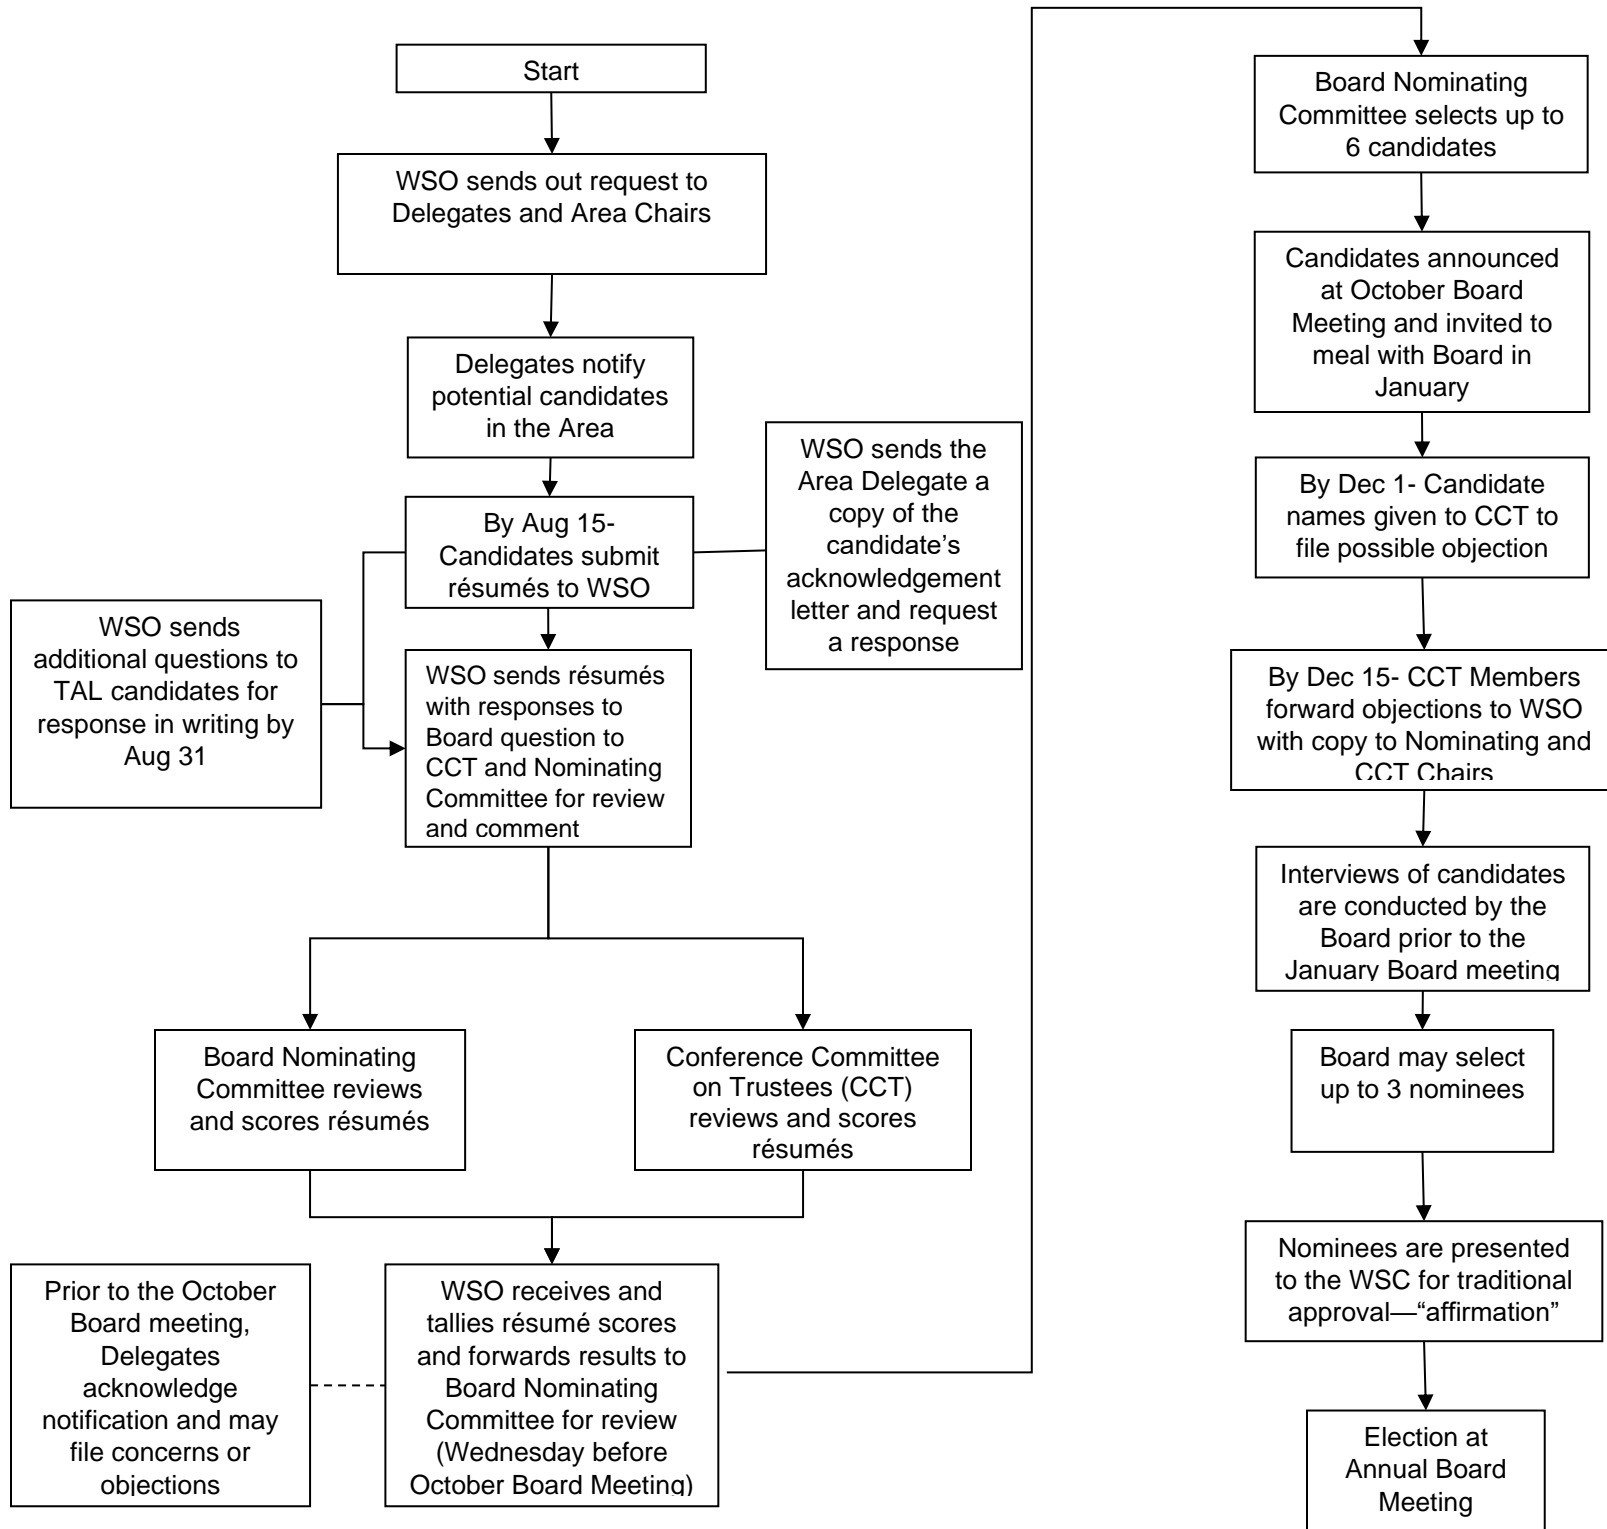 Start
WSO sends out request to
Delegates and Area Chairs
Delegates notify
potential candidates
in the Area
By Aug 15-
Candidates submit
résumés to WSO
WSO sends the
Area Delegate a
copy of the
candidate’s
acknowledgement
letter and request
a response
WSO sends
additional questions to
TAL candidates for
response in writing by
Aug 31
WSO sends résumés
with responses to
Board question to
CCT and Nominating
Committee for review
and comment
Board Nominating
Committee reviews
and scores résumés
Conference Committee
on Trustees (CCT)
reviews and scores
résumés
Prior to the October
Board meeting,
Delegates
acknowledge
notification and may
file concerns or
objections
WSO receives and
tallies résumé scores
and forwards results to
Board Nominating
Committee for review
(Wednesday before
October Board Meeting)
Board Nominating
Committee selects up to
6 candidates
Candidates announced
at October Board
Meeting and invited to
meal with Board in
January
By Dec 1- Candidate
names given to CCT to
file possible objection
By Dec 15- CCT Members
forward objections to WSO
with copy to Nominating and
CCT Chairs
Interviews of candidates
are conducted by the
Board prior to the
January Board meeting
Board may select
up to 3 nominees
Nominees are presented
to the WSC for traditional
approval—“affirmation”
Election at
Annual Board
Meeting